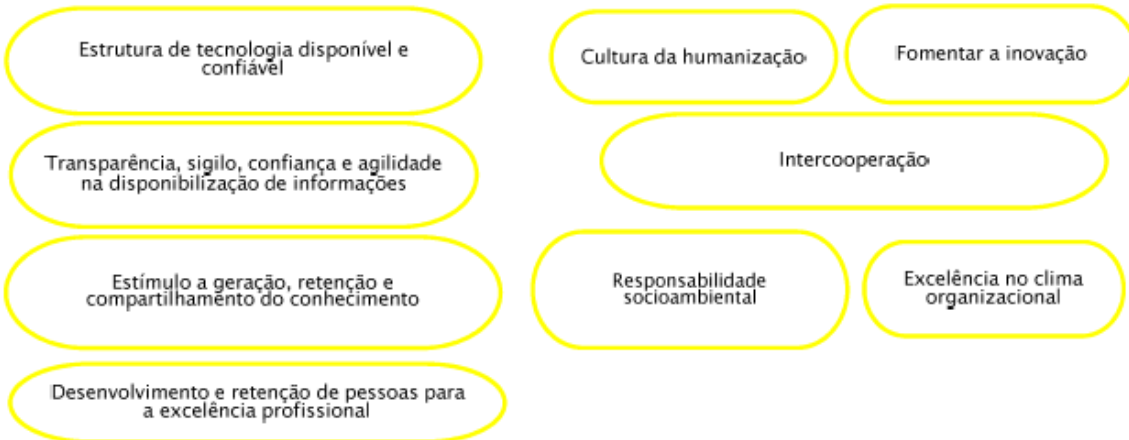 Estrutura de tecnologia disponível e
confiável
Cultura da humanização
Fomentar a inovação
Transparência, sigilo, confiança e agilidade
na disponibilização de informações
Intercooperação
Estímulo a geração, retenção e
compartilhamento do conhecimento
Responsabilidade
socioambiental
Excelência no clima
organizacional
Desenvolvimento e retenção de pessoas para
a excelência profissional